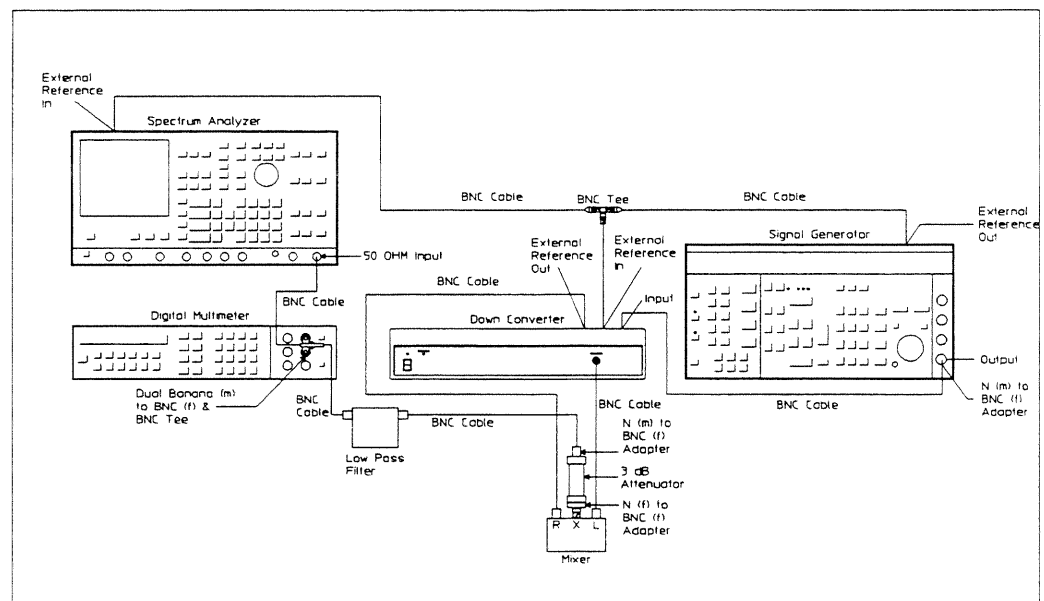 External
Reference
In
Spectrum Analyzer
BNC Cable
BNC Tee
BNC Cable
External
Reference
Out
Signal Generator
External
Reference
Out
External
Reference
In
50 OHM Input
BNC Cable
BNC Cable
Input
Digital Multimeter
Down Converter
Output
Dual Banana (m)
to BNC (f) &
BNC Tee
BNC
Cable
BNC Cable
BNC Cable
BNC Cable
N (m) to
BNC (f)
Adapter
N (m) to
BNC (f)
Adapter
Low Pass
Filter
3 dB
Attenuator
N (f) to
BNC (f)
Adapter
R X L
Mixer